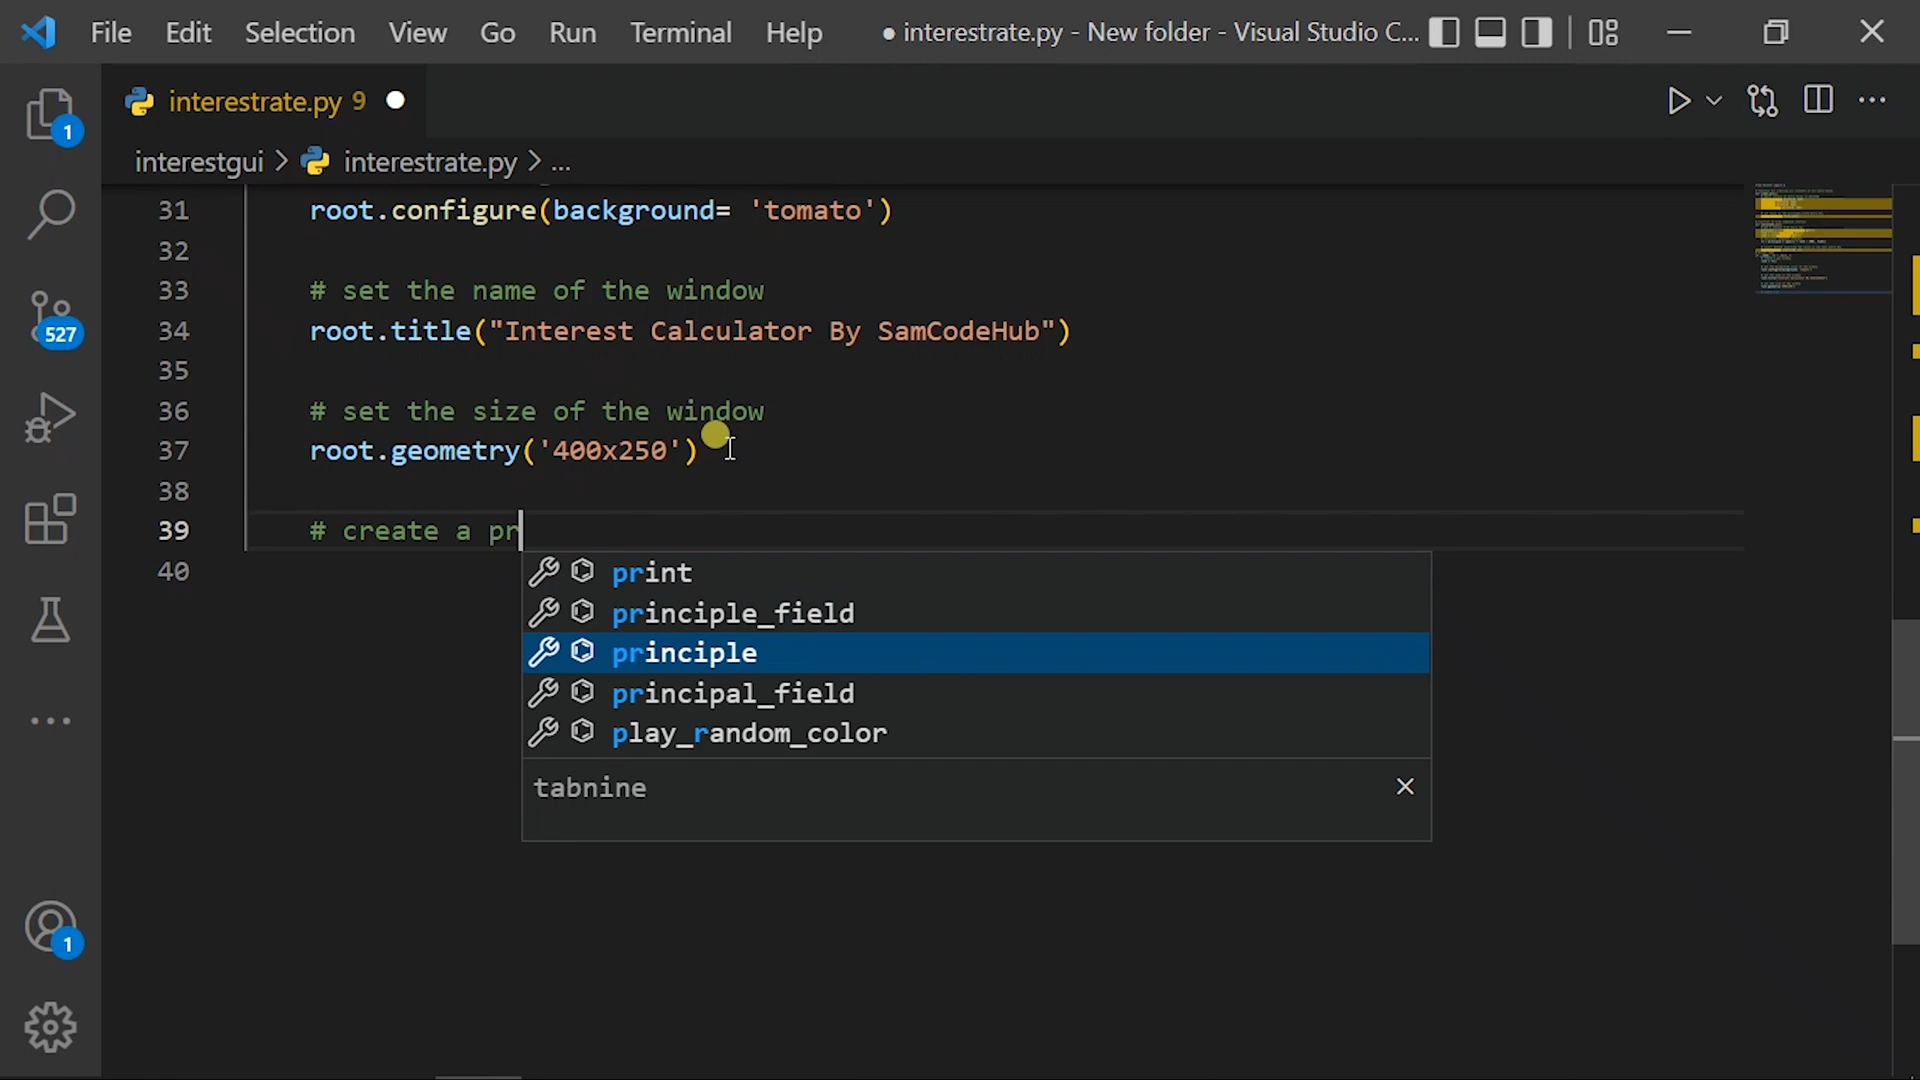 File Edit Selection View Go Run Terminal Help ● interestrate.py - New folder - Visual Studio C...
interestrate.py 9
interestgui > interestrate.py > ...
31 root.configure(background= 'tomato')
32
33 # set the name of the window
34 root.title("Interest Calculator By SamCodeHub")
35
36 # set the size of the window
37 root.geometry('400x250')
38
39 # create a pr
40
print
principle_field
principle
principal_field
play_random_color
tabnine
1
527
1